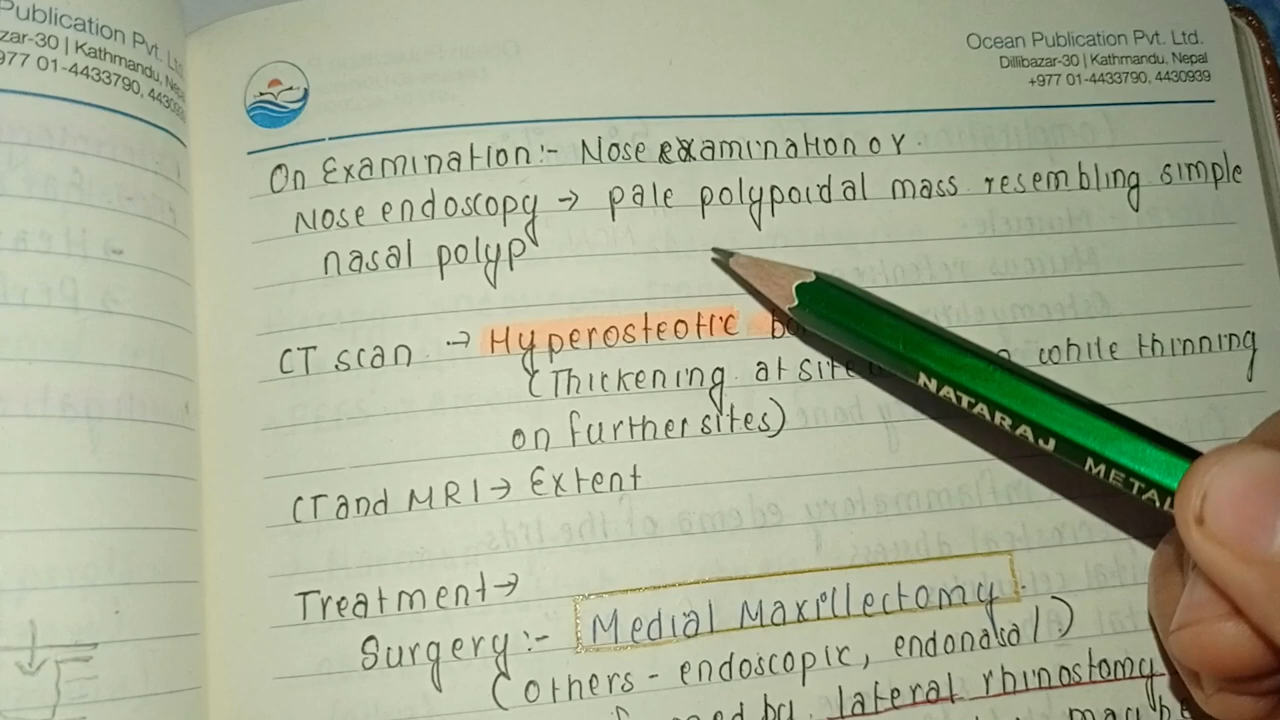 Publication Pvt. Ltd.
zar-30 | Kathmandu, Nepal
977 01-4433790, 4430939
Ocean Publication Pvt. Ltd.
Dillibazar-30 | Kathmandu, Nepal
+977 01-4433790, 4430939
On Examination:- Nose examination or
Nose endoscopy → pale polypoidal mass resembling simple
nasal polyp
CT scan → Hyperosteotic
(Thickening at site while thinning
on further sites)
CT and MRI → Extent
Treatment →
Surgery:- Medial Maxillectomy
(others - endoscopic, endonasal)
by lateral rhinostomy
may be
NATARAJ METAL